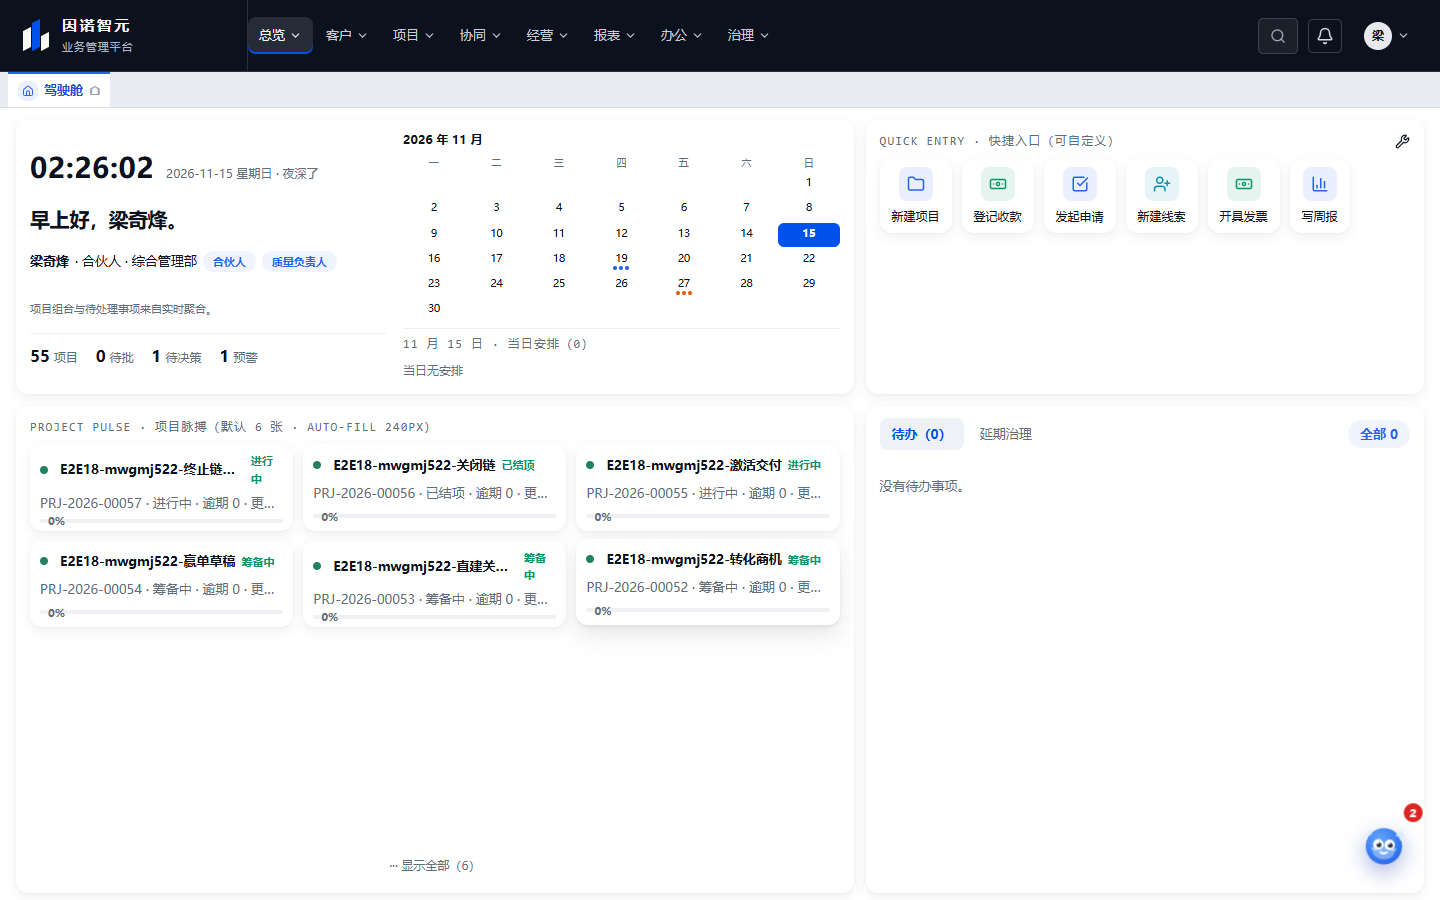 因诺智元
业务管理平台
总览 客户 项目 协同 经营 报表 办公 治理
梁
驾驶舱
02:26:02 2026-11-15 星期日 · 夜深了
早上好，梁奇烽。
梁奇烽 · 合伙人 · 综合管理部 合伙人 质量负责人
项目组合与待处理事项来自实时聚合。
55 项目 0 待批 1 待决策 1 预警
2026 年 11 月
一 二 三 四 五 六 日
1
2 3 4 5 6 7 8
9 10 11 12 13 14 15
16 17 18 19 20 21 22
23 24 25 26 27 28 29
30
11 月 15 日 · 当日安排 (0)
当日无安排
QUICK ENTRY · 快捷入口 (可自定义)
新建项目 登记收款 发起申请 新建线索 开具发票 写周报
PROJECT PULSE · 项目脉搏 (默认 6 张 · AUTO-FILL 240PX)
E2E18-mwgmj522-终止链... 进行中
PRJ-2026-00057 · 进行中 · 逾期 0 · 更...
0%
E2E18-mwgmj522-关闭链 已结项
PRJ-2026-00056 · 已结项 · 逾期 0 · 更...
0%
E2E18-mwgmj522-激活交付 进行中
PRJ-2026-00055 · 进行中 · 逾期 0 · 更...
0%
E2E18-mwgmj522-赢单草稿 筹备中
PRJ-2026-00054 · 筹备中 · 逾期 0 · 更...
0%
E2E18-mwgmj522-直建关... 筹备中
PRJ-2026-00053 · 筹备中 · 逾期 0 · 更...
0%
E2E18-mwgmj522-转化商机 筹备中
PRJ-2026-00052 · 筹备中 · 逾期 0 · 更...
0%
··· 显示全部（6）
待办（0） 延期治理 全部 0
没有待办事项。
2